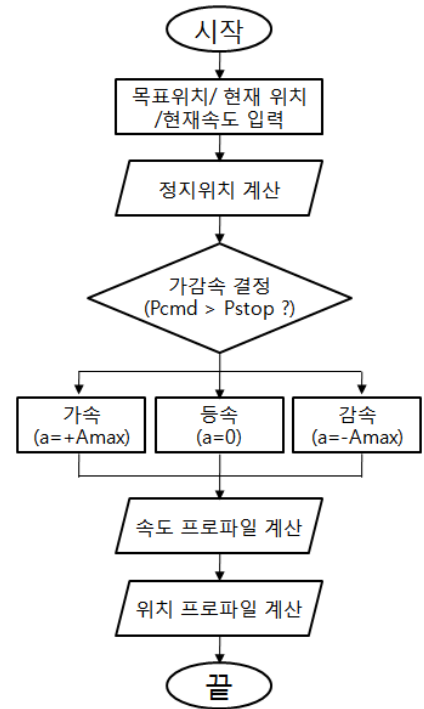 시작
목표위치/ 현재 위치
/현재속도 입력
정지위치 계산
가감속 결정
(Pcmd > Pstop ?)
가속
(a=+Amax)
등속
(a=0)
감속
(a=-Amax)
속도 프로파일 계산
위치 프로파일 계산
끝